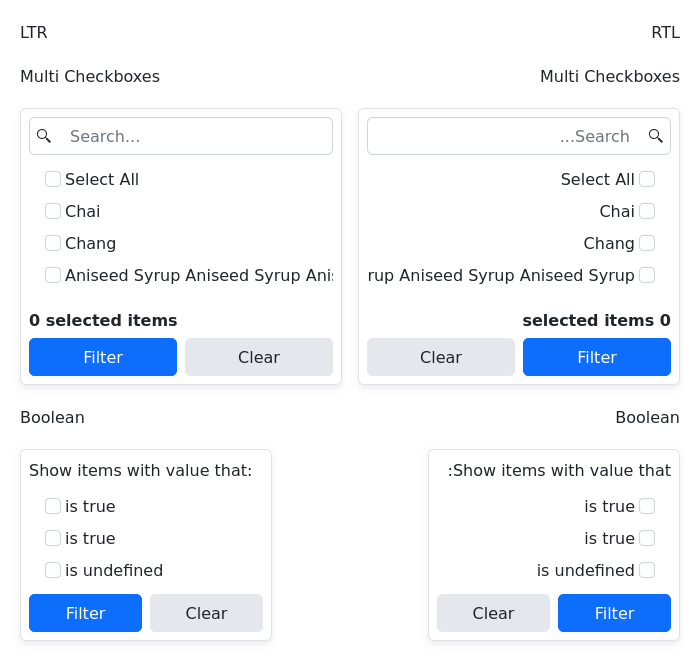 LTR
RTL
Multi Checkboxes
Multi Checkboxes
Search...
Select All
Chai
Chang
Aniseed Syrup Aniseed Syrup
0 selected items
Filter Clear
...Search
Select All
Chai
Chang
Aniseed Syrup Aniseed Syrup
selected items 0
Clear Filter
Boolean
Boolean
Show items with value that:
is true
is true
is undefined
Filter Clear
:Show items with value that
is true
is true
is undefined
Clear Filter